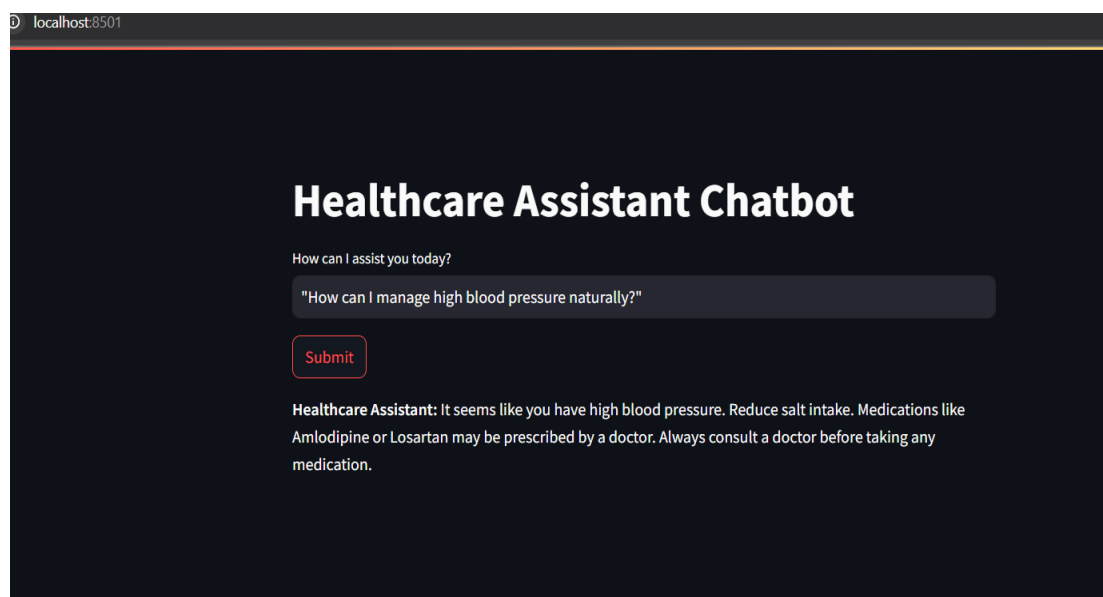 localhost:8501
Healthcare Assistant Chatbot
How can I assist you today?
"How can I manage high blood pressure naturally?"
Submit
Healthcare Assistant: It seems like you have high blood pressure. Reduce salt intake. Medications like
Amlodipine or Losartan may be prescribed by a doctor. Always consult a doctor before taking any
medication.